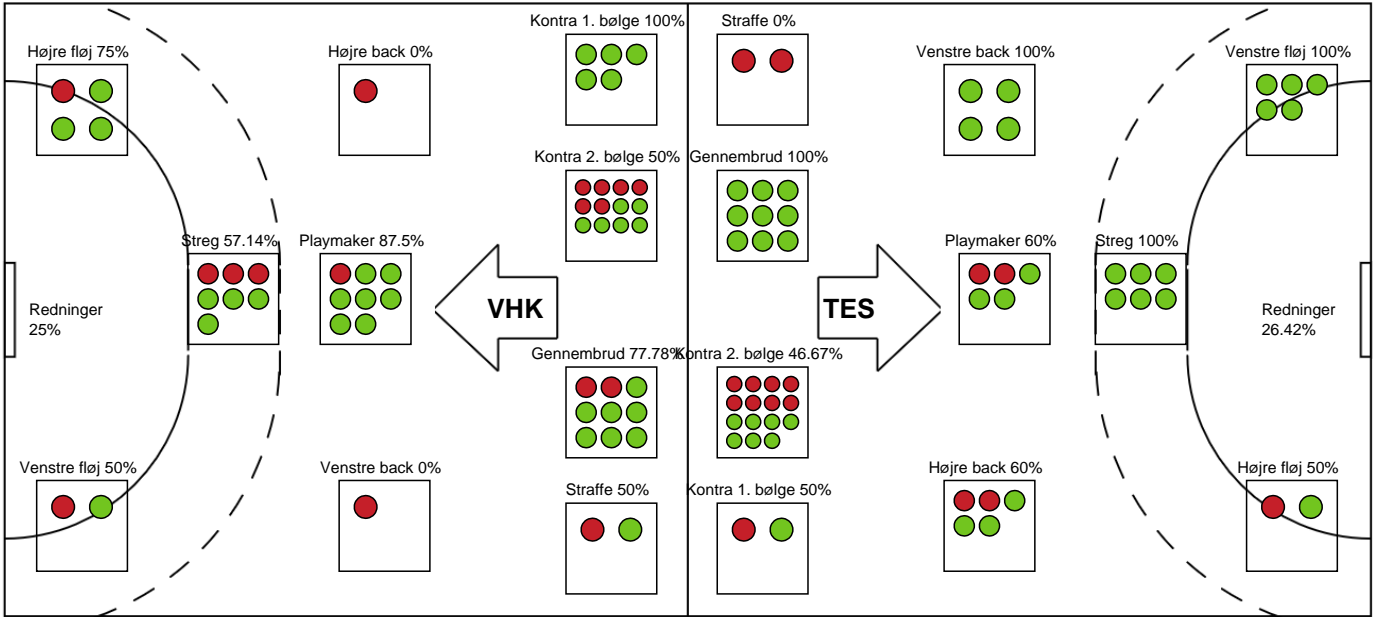 Kontra 1. bølge 100%
Straffe 0%
Højre fløj 75%
Højre back 0%
Venstre back 100%
Venstre fløj 100%
Kontra 2. bølge 50%
Gennembrud 100%
Streg 57.14%
Playmaker 87.5%
Playmaker 60%
Streg 100%
Redninger
25%
VHK
TES
Redninger
26.42%
Gennembrud 77.78%
Kontra 2. bølge 46.67%
Venstre fløj 50%
Venstre back 0%
Højre back 60%
Højre fløj 50%
Straffe 50%
Kontra 1. bølge 50%